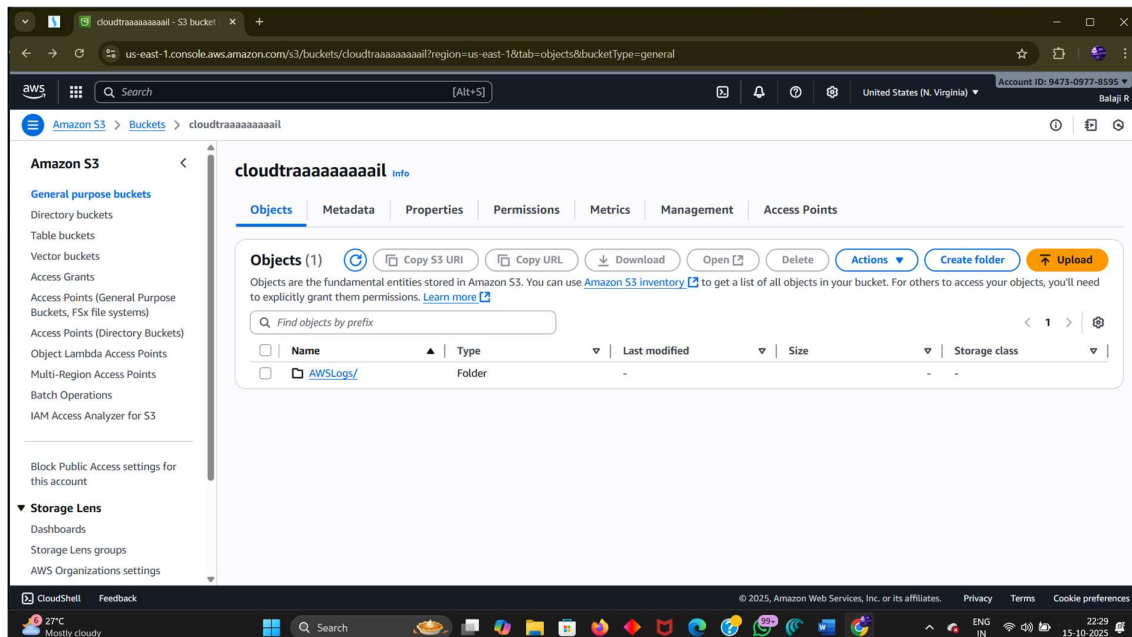 cloudtraaaaaaaaail - S3 bucket
us-east-1.console.aws.amazon.com/s3/buckets/cloudtraaaaaaaaail?region=us-east-1&tab=objects&bucketType=general
aws
Search [Alt+S]
United States (N. Virginia)
Account ID: 9473-0977-8595
Balaji R
Amazon S3 > Buckets > cloudtraaaaaaaaail
Amazon S3
General purpose buckets
Directory buckets
Table buckets
Vector buckets
Access Grants
Access Points (General Purpose
Buckets, FSx file systems)
Access Points (Directory Buckets)
Object Lambda Access Points
Multi-Region Access Points
Batch Operations
IAM Access Analyzer for S3
Block Public Access settings for
this account
Storage Lens
Dashboards
Storage Lens groups
AWS Organizations settings
cloudtraaaaaaaaail Info
Objects Metadata Properties Permissions Metrics Management Access Points
Objects (1) Copy S3 URI Copy URL Download Open Delete Actions Create folder Upload
Objects are the fundamental entities stored in Amazon S3. You can use Amazon S3 inventory to get a list of all objects in your bucket. For others to access your objects, you'll need
to explicitly grant them permissions. Learn more
Find objects by prefix
1
Name Type Last modified Size Storage class
AWSLogs/ Folder - - -
CloudShell Feedback © 2025, Amazon Web Services, Inc. or its affiliates. Privacy Terms Cookie preferences
6
27°C
Mostly cloudy
Search
99+
ENG
IN
22:29
15-10-2025